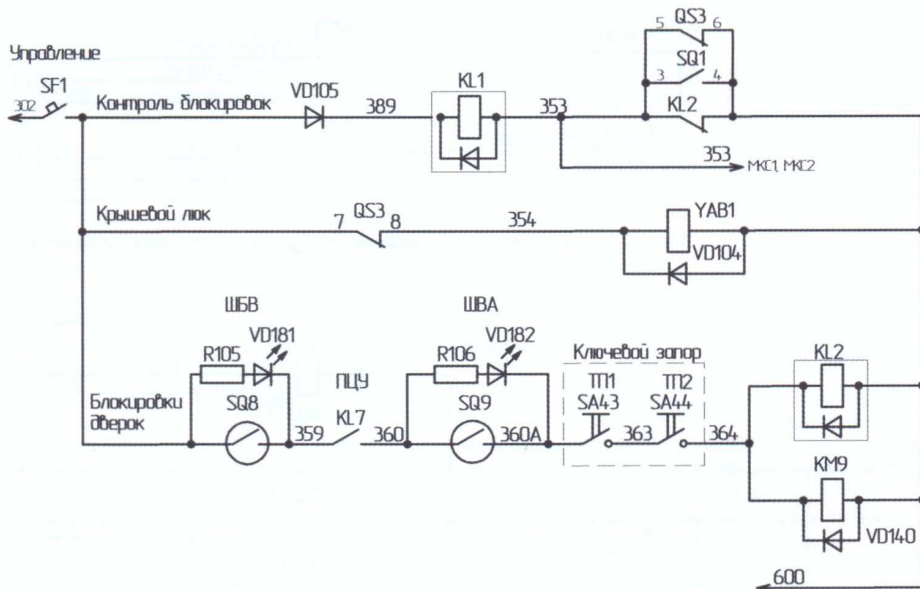 Управление
SF1
302
Контроль блокировок
VD105
389
KL1
353
5 QS3 6
SQ1
3 4
KL2
353
МКС1, МКС2
Крышевой люк
7 QS3 8
354
YAB1
VD104
ШБВ
VD181
R105
SQ8
Блокировки
дверок
359
ПЦУ
KL7
360
ШВА
VD182
R106
SQ9
360А
Ключевой запор
ТП1
SA43
363
ТП2
SA44
364
KL2
KM9
VD140
600